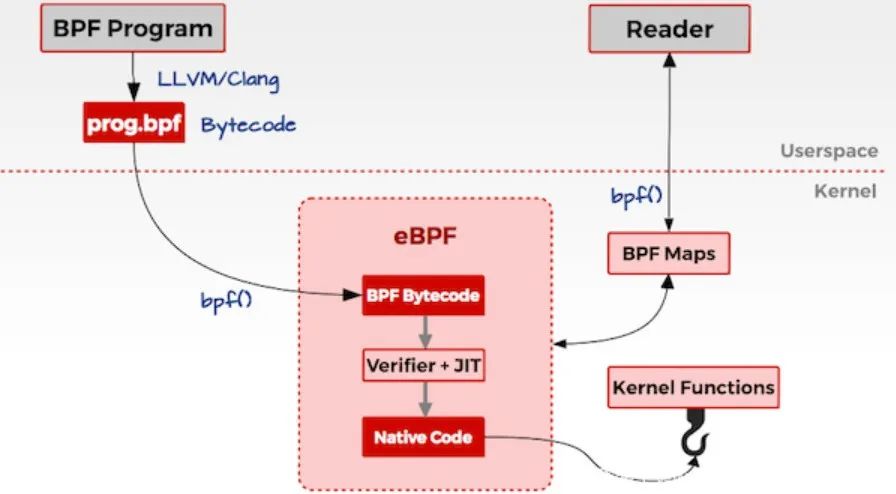 BPF Program
Reader
LLVM/Clang
prog.bpf
Bytecode
Userspace
Kernel
bpf()
eBPF
BPF Maps
BPF Bytecode
bpf()
Verifier + JIT
Kernel Functions
Native Code